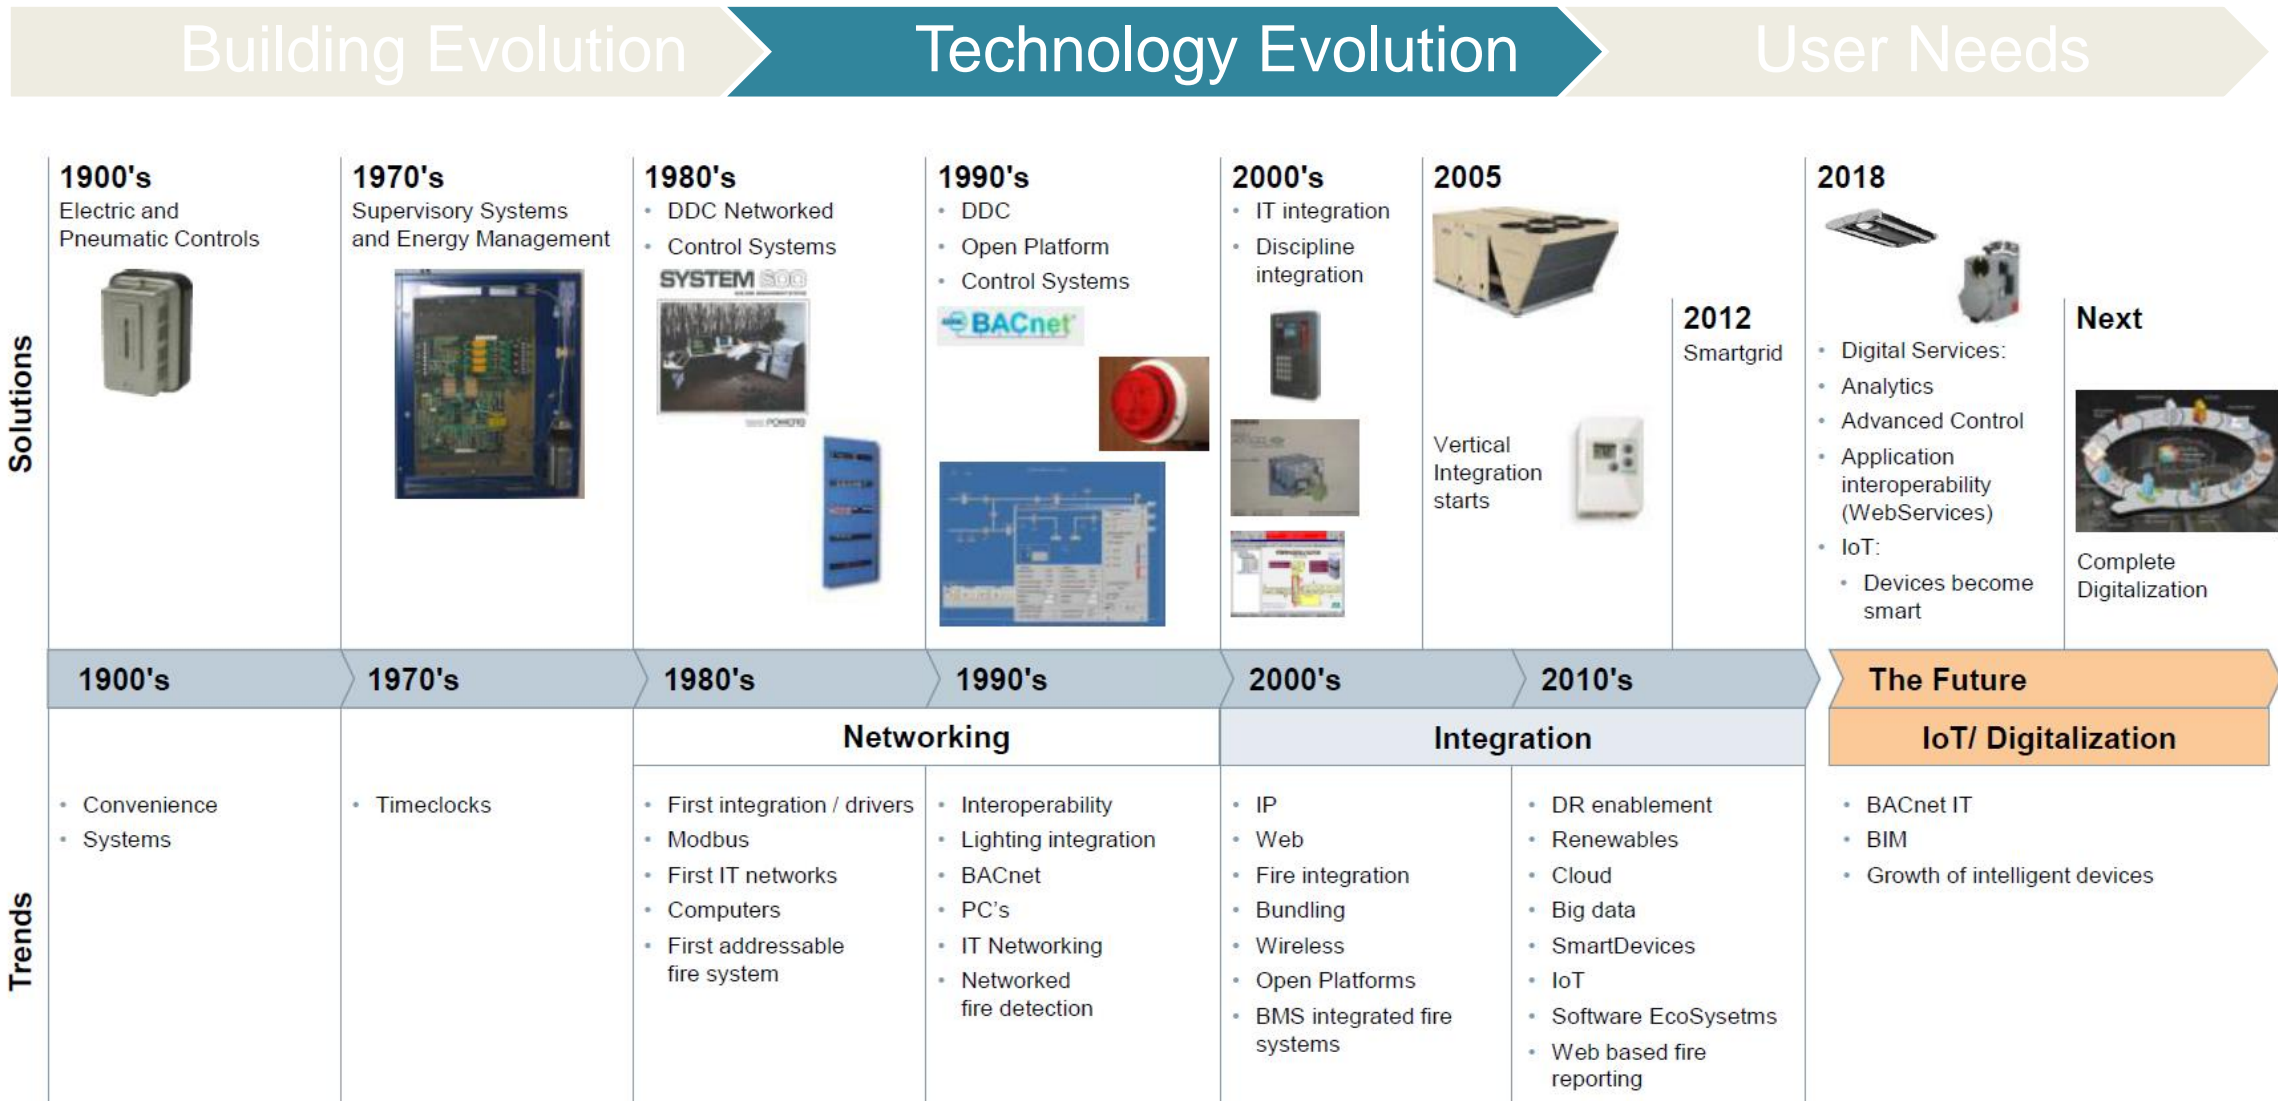 Building Evolution
Technology Evolution
User Needs
Solutions
1900's
Electric and
Pneumatic Controls
1970's
Supervisory Systems
and Energy Management
1980's
• DDC Networked
• Control Systems
SYSTEM 600
POWERS
1990's
• DDC
• Open Platform
• Control Systems
BACnet
2000's
• IT integration
• Discipline
integration
2005
Vertical
Integration
starts
2012
Smartgrid
2018
• Digital Services:
• Analytics
• Advanced Control
• Application
interoperability
(WebServices)
• IoT:
• Devices become
smart
Next
Complete
Digitalization
1900's
1970's
1980's
1990's
2000's
2010's
The Future
Networking
Integration
IoT/ Digitalization
Trends
• Convenience
• Systems
• Timeclocks
• First integration / drivers
• Modbus
• First IT networks
• Computers
• First addressable
fire system
• Interoperability
• Lighting integration
• BACnet
• PC's
• IT Networking
• Networked
fire detection
• IP
• Web
• Fire integration
• Bundling
• Wireless
• Open Platforms
• BMS integrated fire
systems
• DR enablement
• Renewables
• Cloud
• Big data
• SmartDevices
• IoT
• Software EcoSysetms
• Web based fire
reporting
• BACnet IT
• BIM
• Growth of intelligent devices